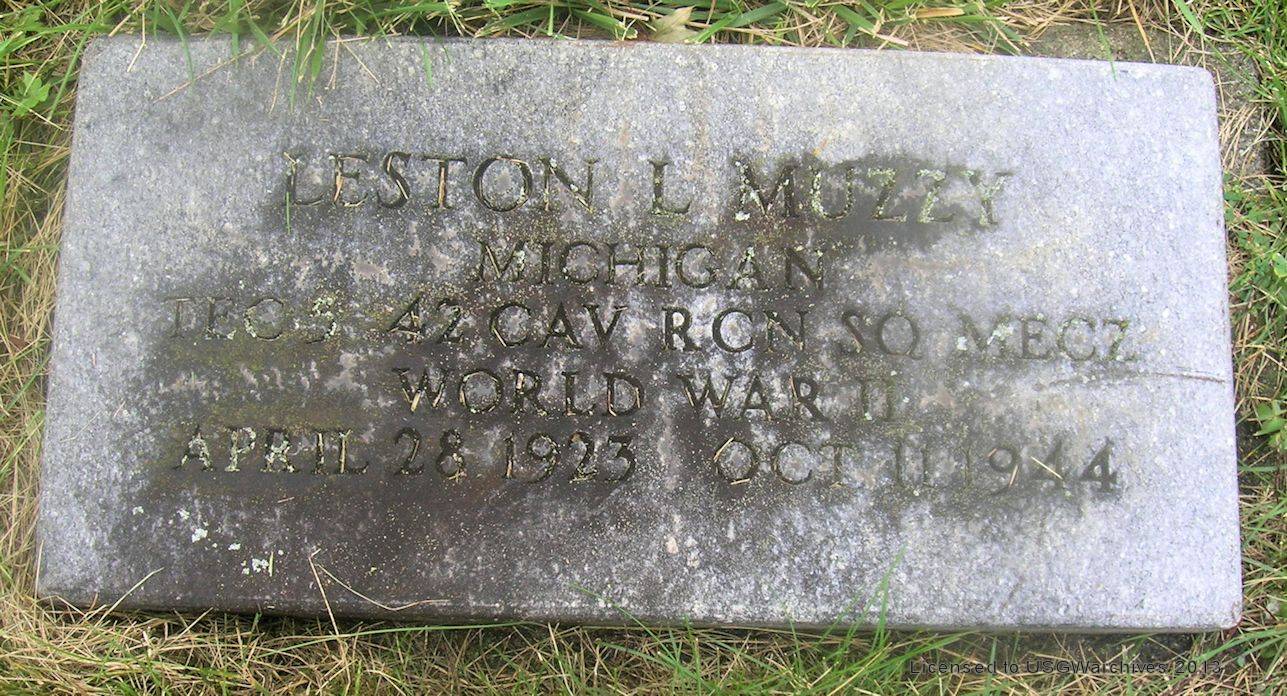 LESTON L MUZZY
MICHIGAN
TEC 5 42 CAV RCN SQ MECZ
WORLD WAR II
APRIL 28 1923 OCT 11 1944
Licensed to USGWarchives 2013